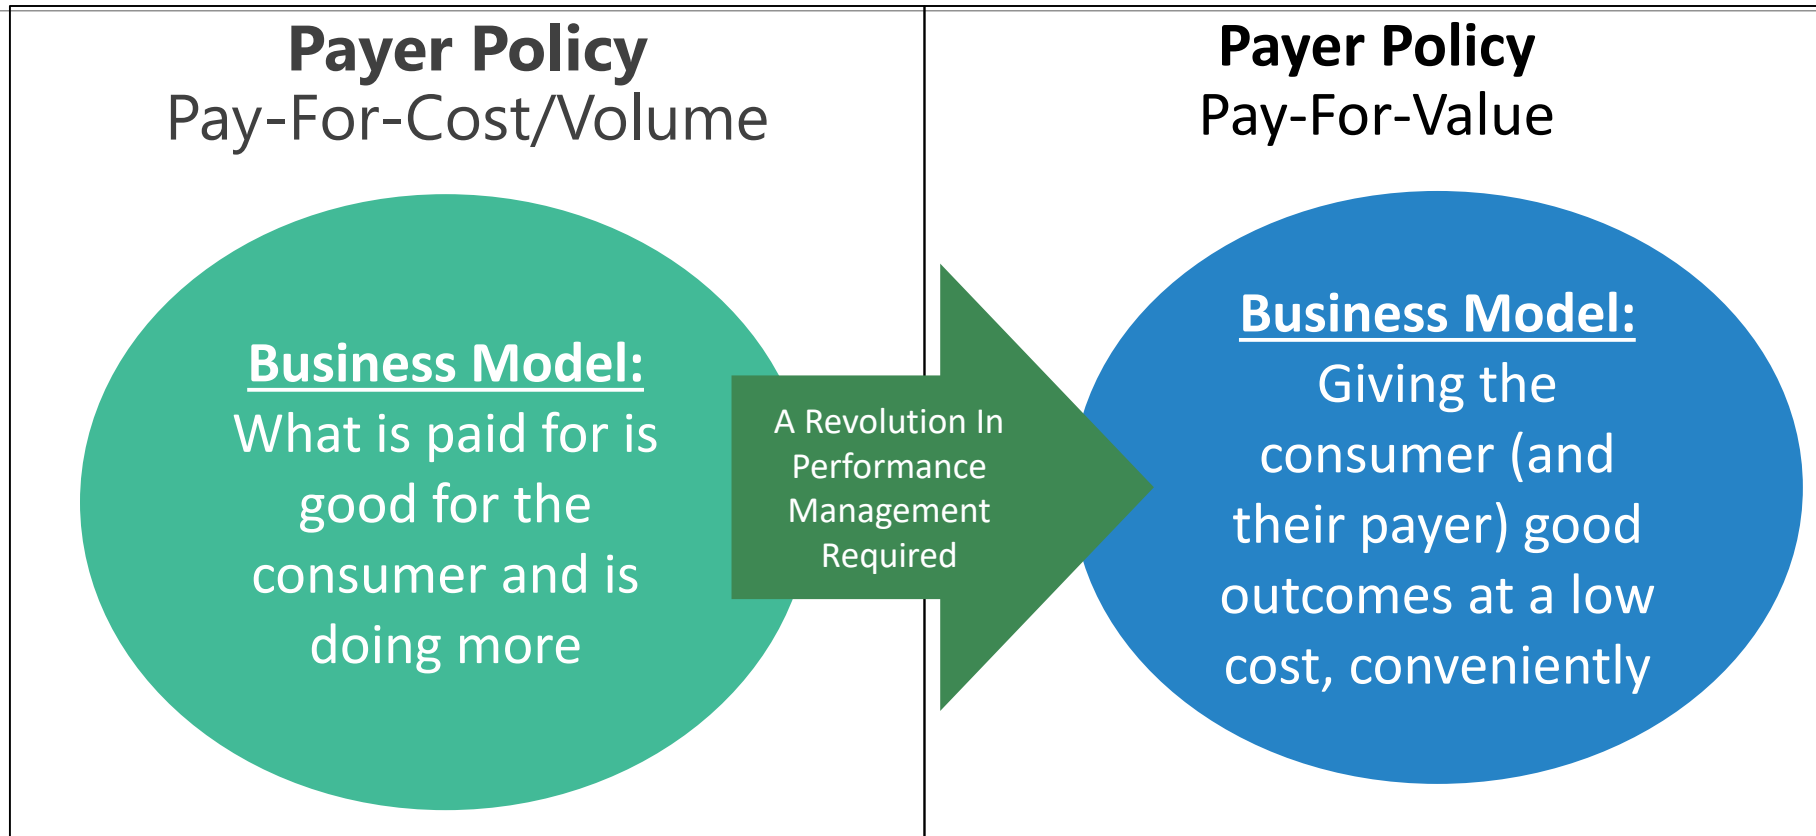 Payer Policy
Pay-For-Cost/Volume
Business Model:
What is paid for is
good for the
consumer and is
doing more
A Revolution In
Performance
Management
Required
Payer Policy
Pay-For-Value
Business Model:
Giving the
consumer (and
their payer) good
outcomes at a low
cost, conveniently